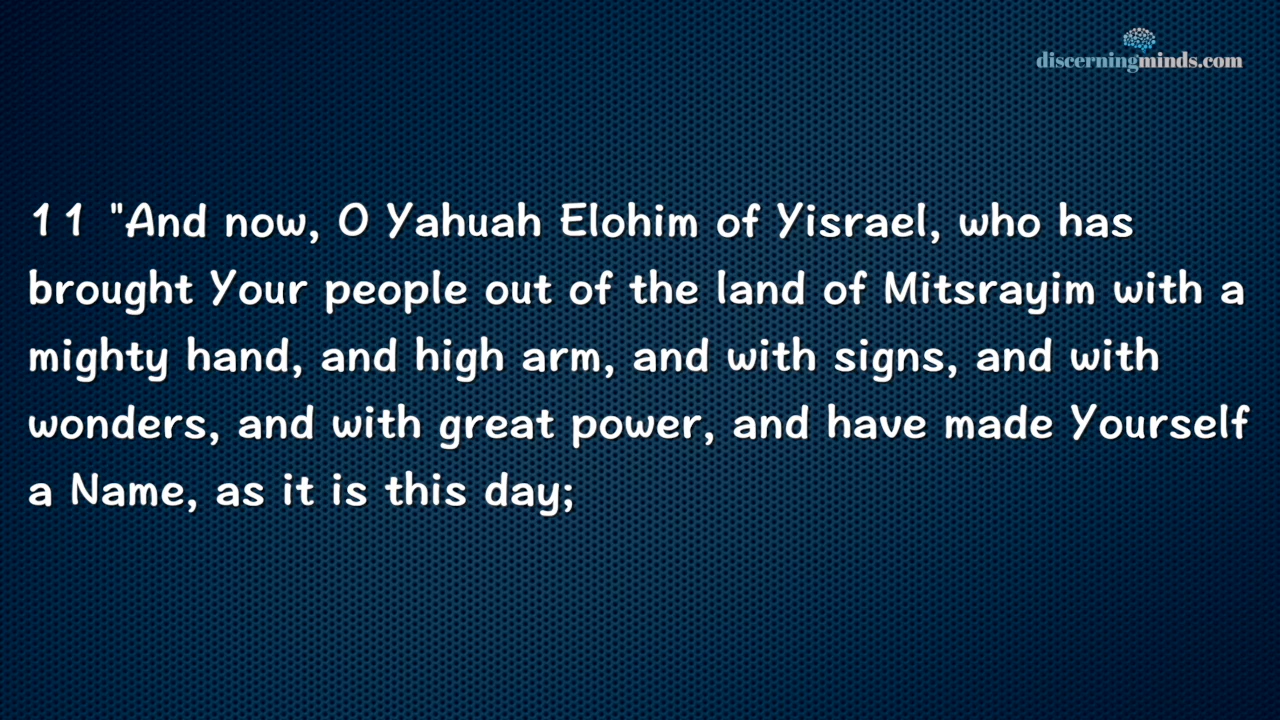 discerningminds.com
11 "And now, O Yahuah Elohim of Yisrael, who has
brought Your people out of the land of Mitsrayim with a
mighty hand, and high arm, and with signs, and with
wonders, and with great power, and have made Yourself
a Name, as it is this day;